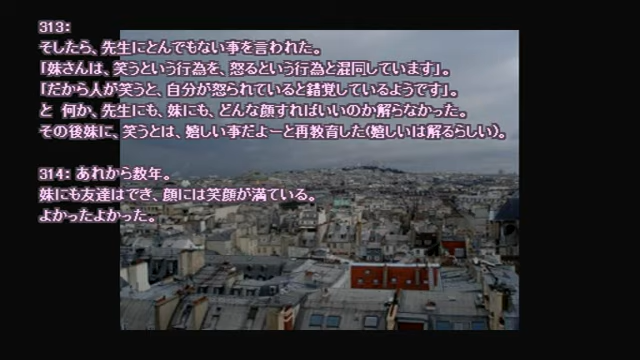 313:
そしたら、先生にとんでもない事を言われた。
「妹さんは、笑うという行為を、怒るという行為と混同しています」。
「だから人が笑うと、自分が怒られていると錯覚しているようです」。
と 何か、先生にも、妹にも、どんな顔すればいいのか解らなかった。
その後妹に、笑うとは、嬉しい事だよーと再教育した(嬉しいは解るらしい)。
314: あれから数年。
妹にも友達はでき、顔には笑顔が満ている。
よかったよかった。